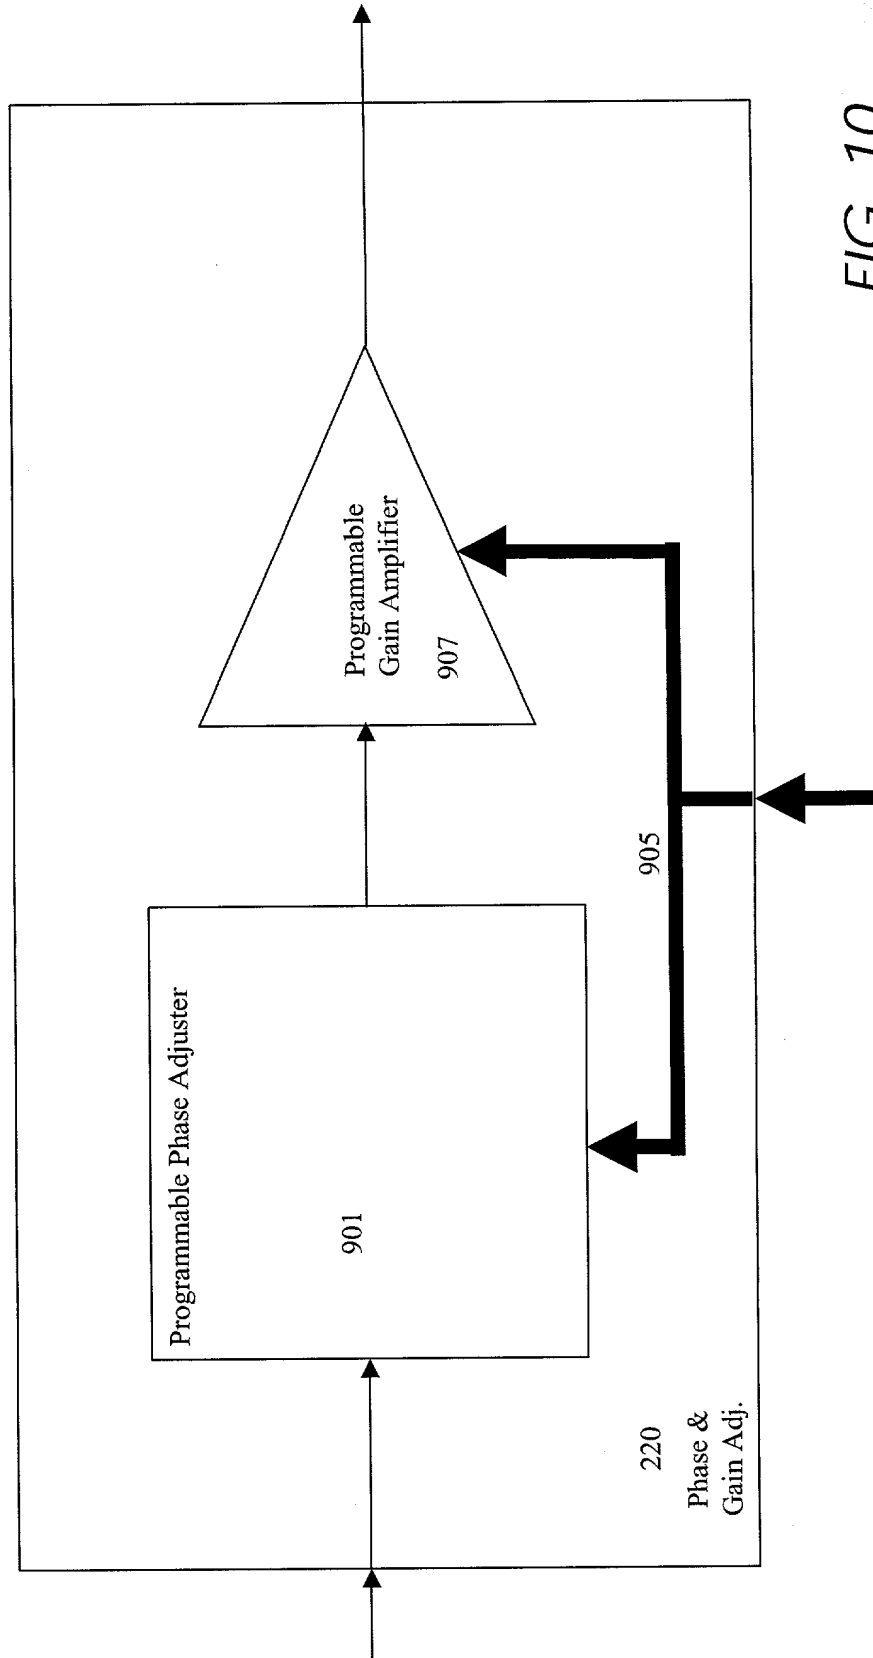 Programmable Phase Adjuster
901
Programmable
Gain Amplifier
907
905
220
Phase &
Gain Adj.
FIG. 10